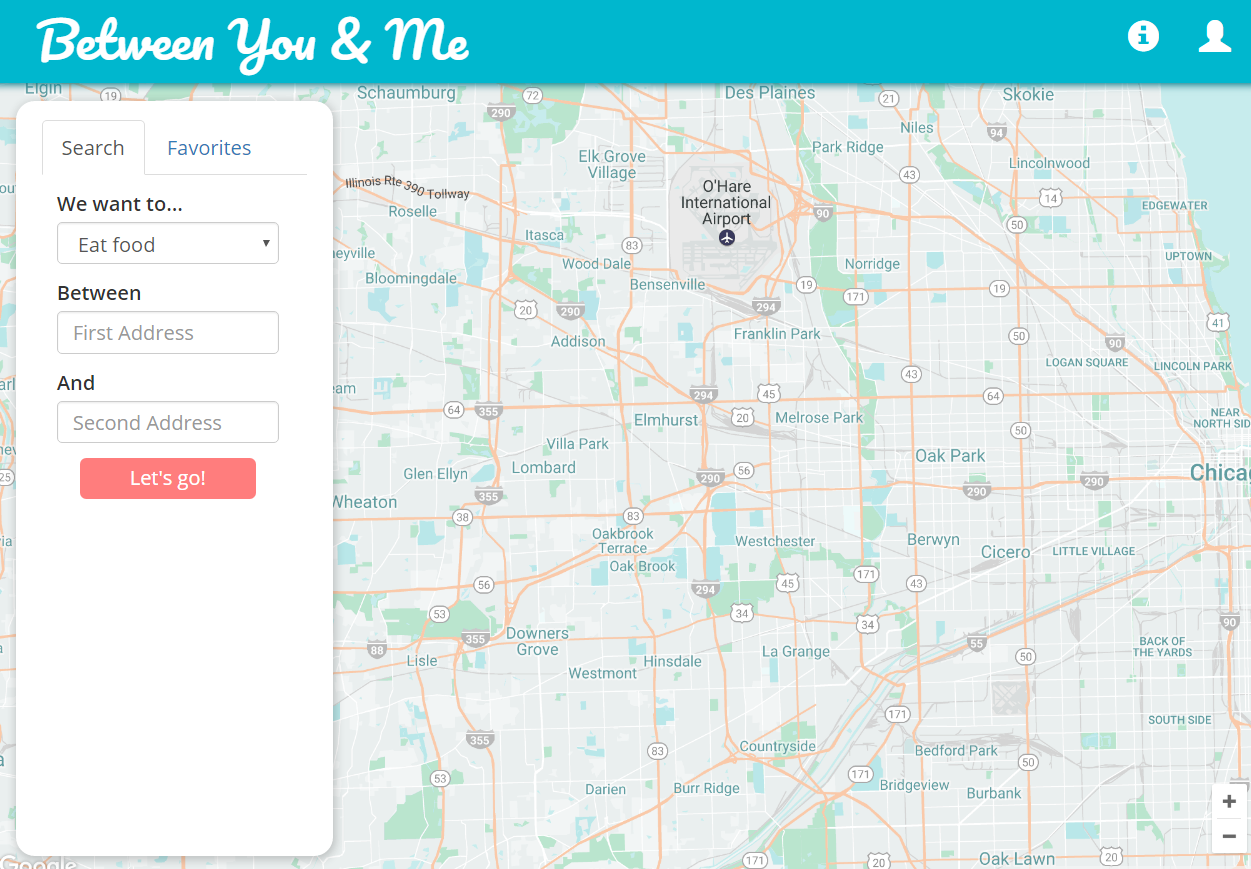 Between You & Me
Search
Favorites
We want to...
Eat food
Between
First Address
And
Second Address
Let's go!
Elgin
19
Schaumburg
72
290
Des Plaines
21
Skokie
94
Niles
Park Ridge
Elk Grove
Village
Lincolnwood
43
Illinois Rte 390 Tollway
O'Hare
International
Airport
14
EDGEWATER
Roselle
90
50
Itasca
83
Wood Dale
UPTOWN
eyville
Bloomingdale
Bensenville
Norridge
19
171
19
20
290
294
41
Addison
Franklin Park
50
90
LOGAN SQUARE
LINCOLN PARK
43
am
294
45
64
64
355
20
Elmhurst
Melrose Park
NEAR
NORTH SID
50
Villa Park
Oak Park
Glen Ellyn
Lombard
56
290
290
290
Chicag
25
355
Wheaton
38
83
Oakbrook
Terrace
Westchester
Berwyn
Cicero
LITTLE VILLAGE
Oak Brook
56
294
45
171
43
53
34
34
90
355
Downers
Grove
88
Lisle
55
BACK OF
THE YARDS
La Grange
50
Hinsdale
Westmont
171
SOUTH SIDE
355
83
Countryside
Bedford Park
50
53
171
Darien
Burr Ridge
Bridgeview
Burbank
+
−
Google
171
20
Oak Lawn
20